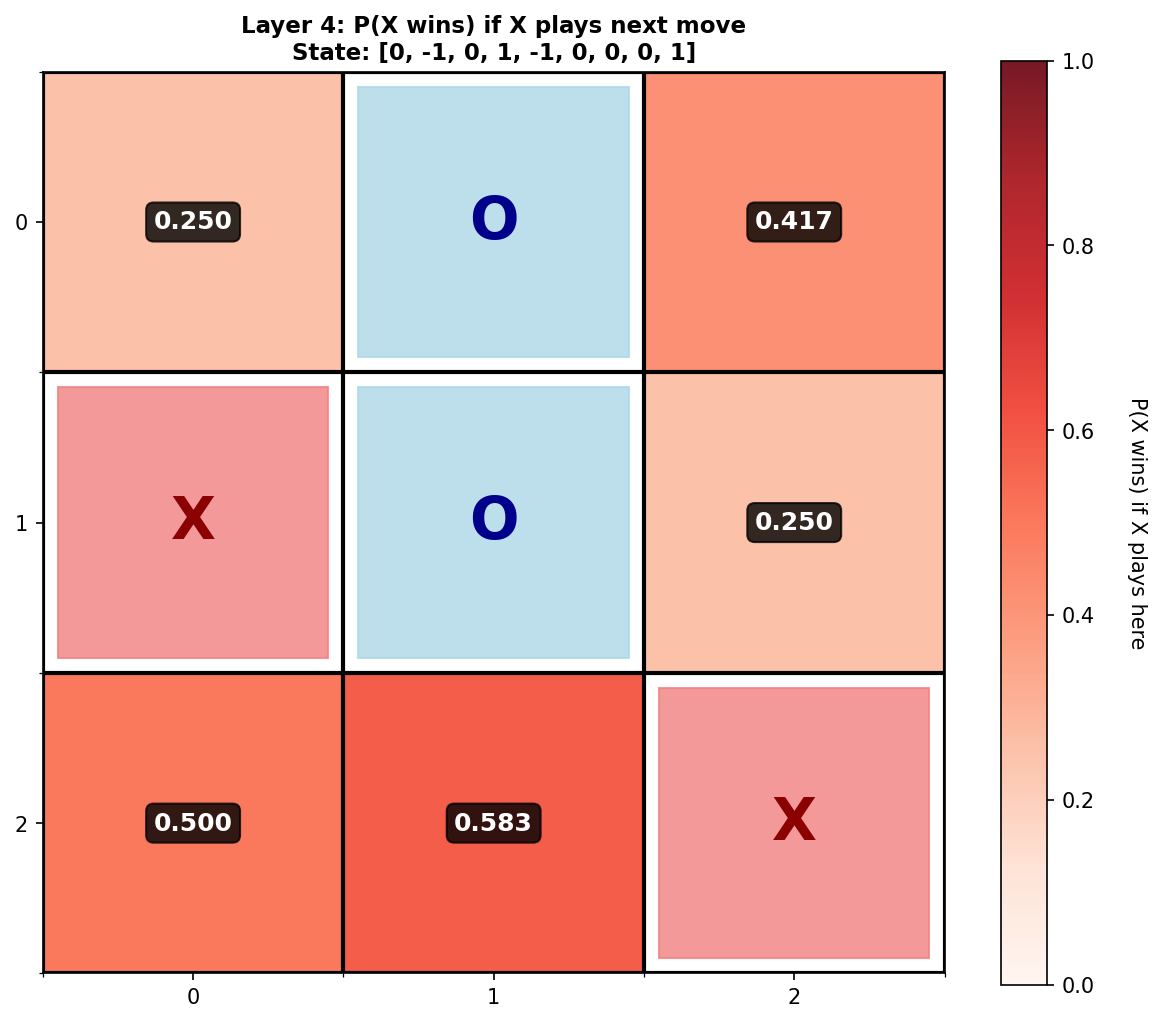 Layer 4: P(X wins) if X plays next move
State: [0, -1, 0, 1, -1, 0, 0, 0, 1]
0
0.250
O
0.417
1
X
O
0.250
2
0.500
0.583
X
0
1
2
1.0
0.8
0.6
0.4
0.2
0.0
P(X wins) if X plays here